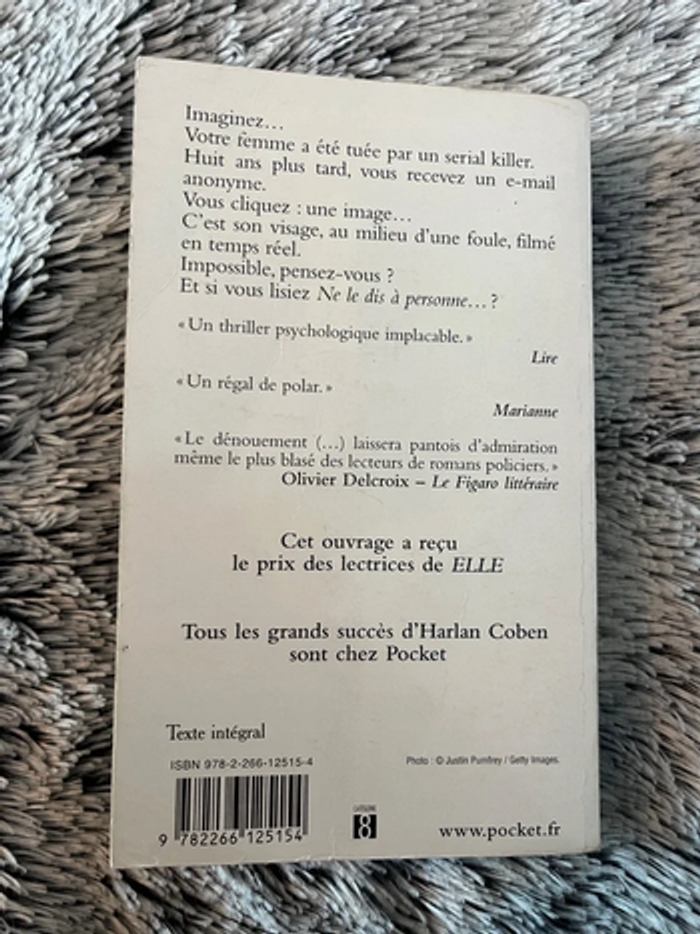 Imaginez...
Votre femme a été tuée par un serial killer.
Huit ans plus tard, vous recevez un e-mail
anonyme.
Vous cliquez : une image...
C'est son visage, au milieu d'une foule, filmé
en temps réel.
Impossible, pensez-vous ?
Et si vous lisiez Ne le dis à personne... ?
« Un thriller psychologique implacable. »
Lire
« Un régal de polar. »
Marianne
« Le dénouement (...) laissera pantois d'admiration
même le plus blasé des lecteurs de romans policiers. »
Olivier Delcroix – Le Figaro littéraire
Cet ouvrage a reçu
le prix des lectrices de ELLE
Tous les grands succès d'Harlan Coben
sont chez Pocket
Texte intégral
ISBN 978-2-266-12515-4
Photo : © Justin Pumfrey / Getty Images.
9 782266 125154
CATÉGORIE
8
www.pocket.fr